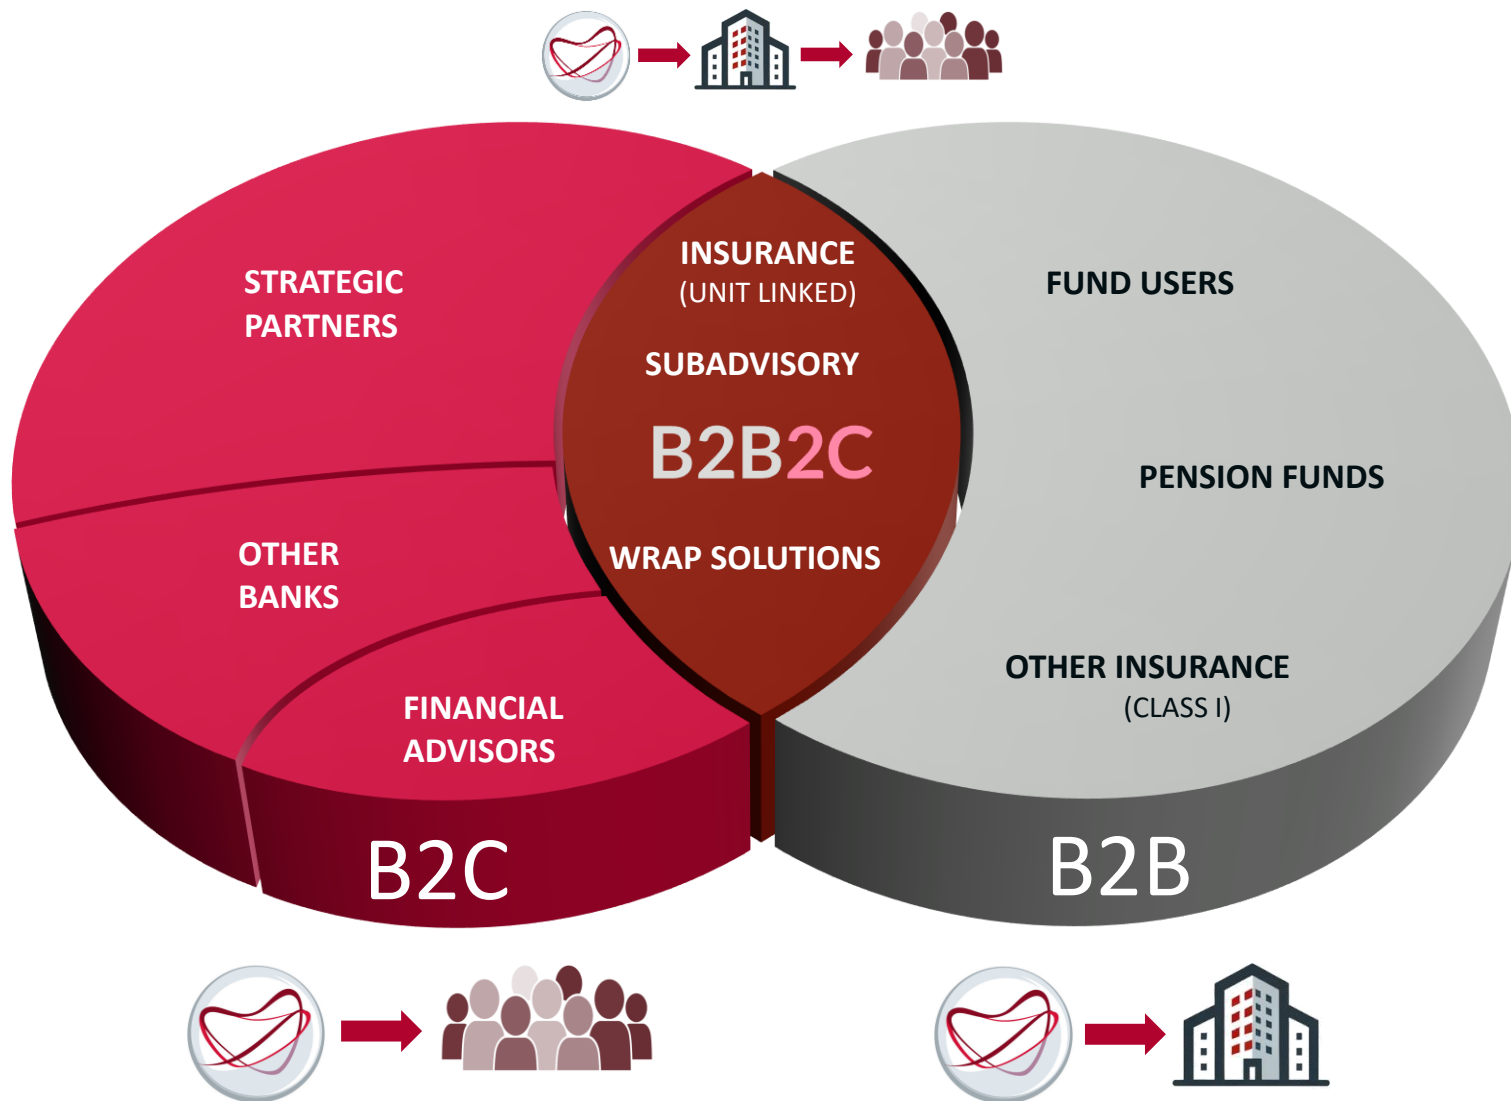 STRATEGIC
PARTNERS
OTHER
BANKS
FINANCIAL
ADVISORS
B2C
INSURANCE
(UNIT LINKED)
SUBADVISORY
B2B2C
WRAP SOLUTIONS
FUND USERS
PENSION FUNDS
OTHER INSURANCE
(CLASS I)
B2B